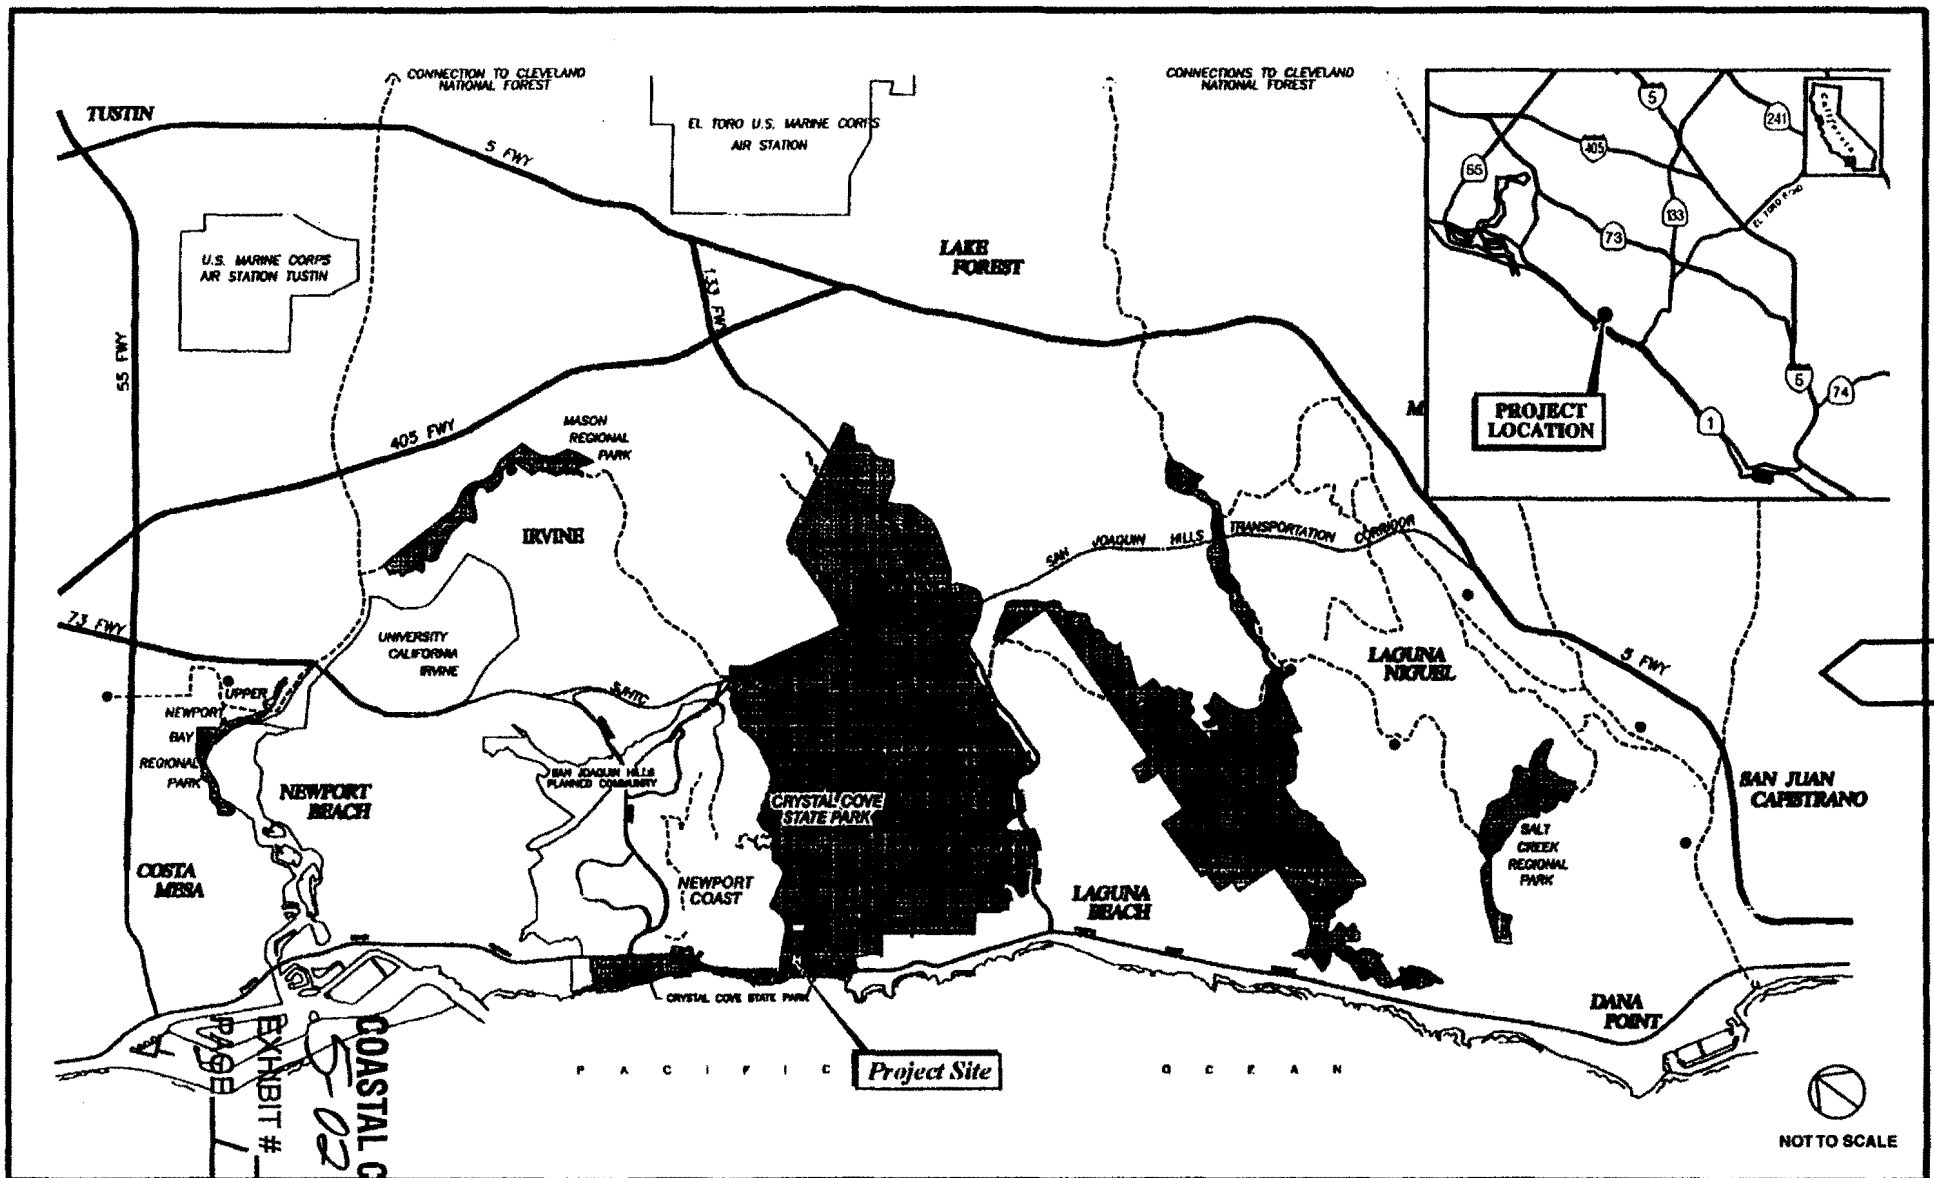 CONNECTION TO CLEVELAND
NATIONAL FOREST
CONNECTIONS TO CLEVELAND
NATIONAL FOREST
TUSTIN
EL TORO U.S. MARINE CORPS
AIR STATION
5 FWY
U.S. MARINE CORPS
AIR STATION TUSTIN
LAKE
FOREST
133 FWY
55 FWY
405 FWY
MASON
REGIONAL
PARK
IRVINE
M
5
241
California
405
55
133
EL TORO ROAD
73
PROJECT
LOCATION
5
74
1
SAN JOAQUIN HILLS TRANSPORTATION CORRIDOR
73 FWY
UNIVERSITY
CALIFORNIA
IRVINE
SJHTC
UPPER
NEWPORT
BAY
REGIONAL
PARK
NEWPORT
BEACH
SAN JOAQUIN HILLS
PLANNED COMMUNITY
CRYSTAL COVE
STATE PARK
LAGUNA
NIGUEL
5 FWY
SAN JUAN
CAPISTRANO
COSTA
MESA
NEWPORT
COAST
LAGUNA
BEACH
SALT
CREEK
REGIONAL
PARK
CRYSTAL COVE STATE PARK
DANA
POINT
PACIFIC OCEAN
Project Site
NOT TO SCALE
COASTAL C
5-02
EXHIBIT #
PAGE 1